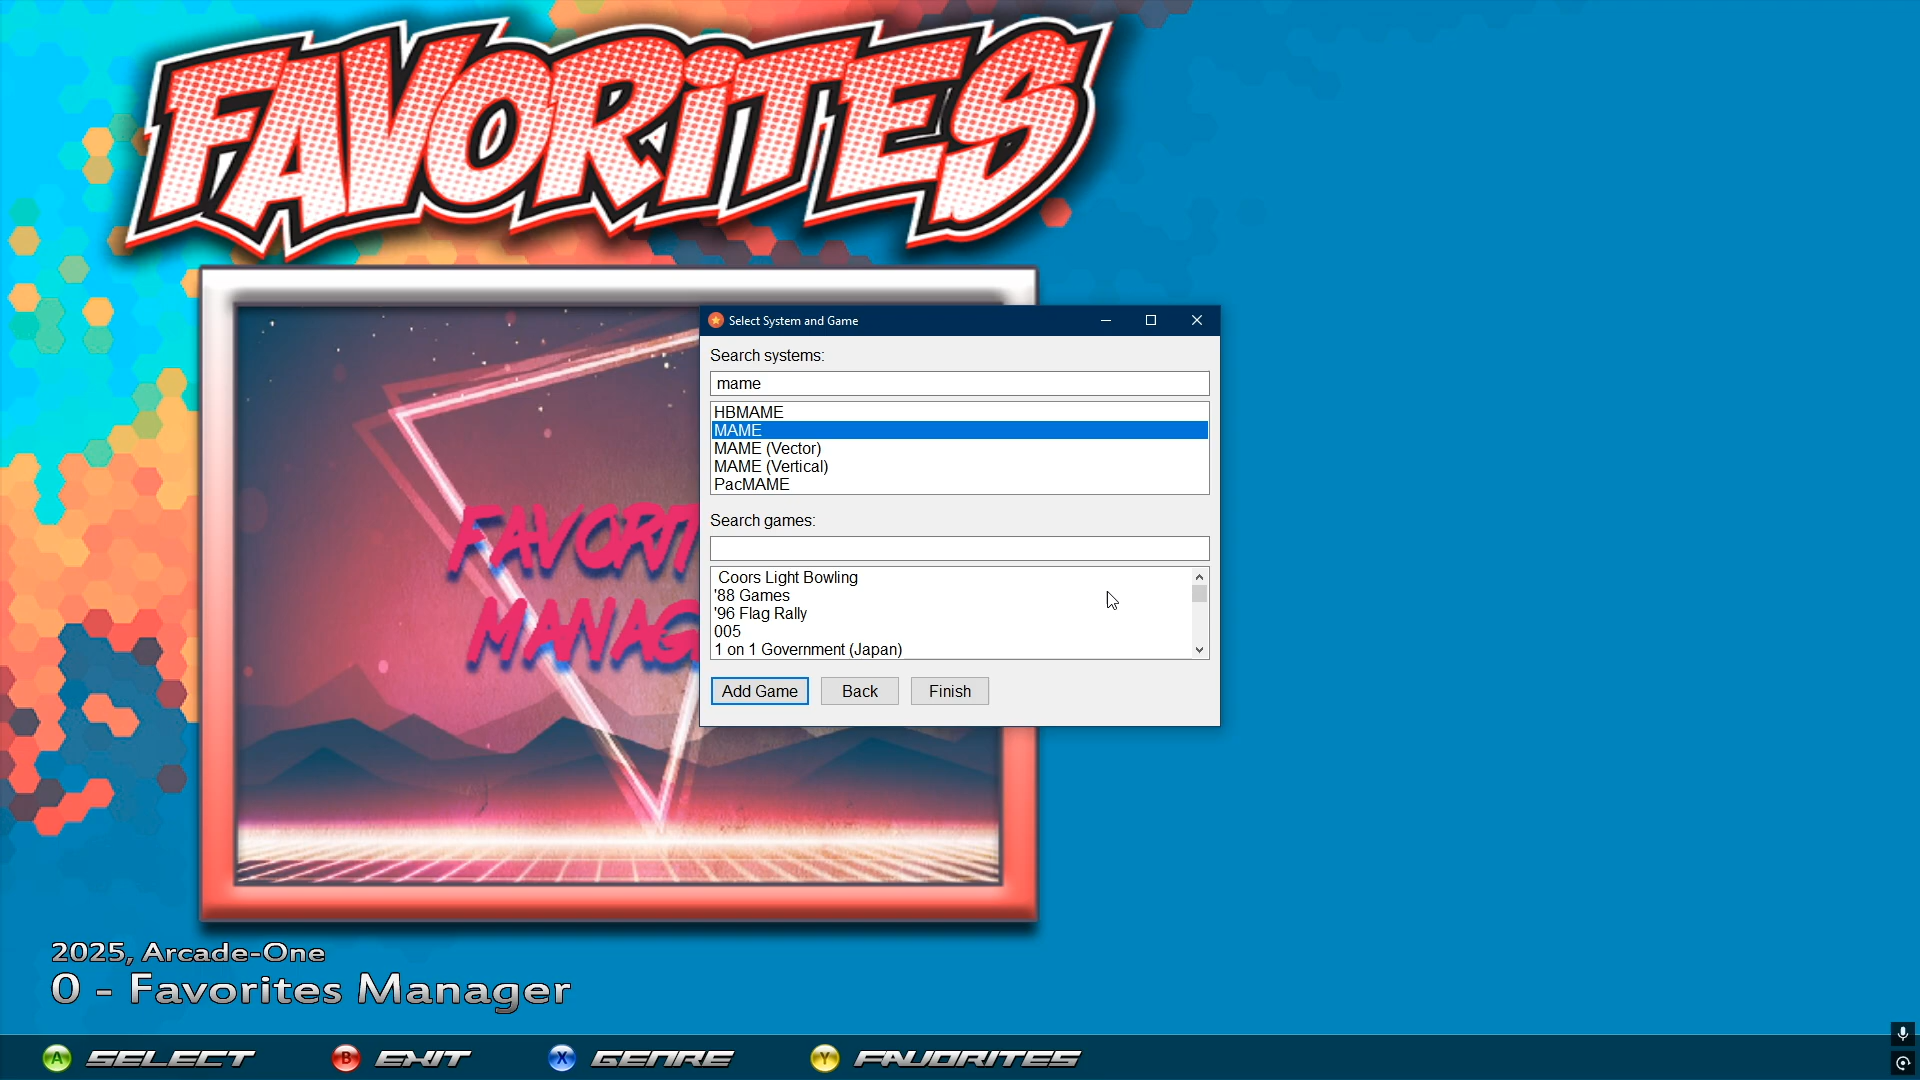 FAVORiTES
Select System and Game
Search systems:
mame
HBMAME
MAME
MAME (Vector)
MAME (Vertical)
PacMAME
Search games:
Coors Light Bowling
'88 Games
'96 Flag Rally
005
1 on 1 Government (Japan)
Add Game
Back
Finish
2025, Arcade-One
0 - Favorites Manager
A SELECT
B EXIT
X GENRE
Y FAVORITES